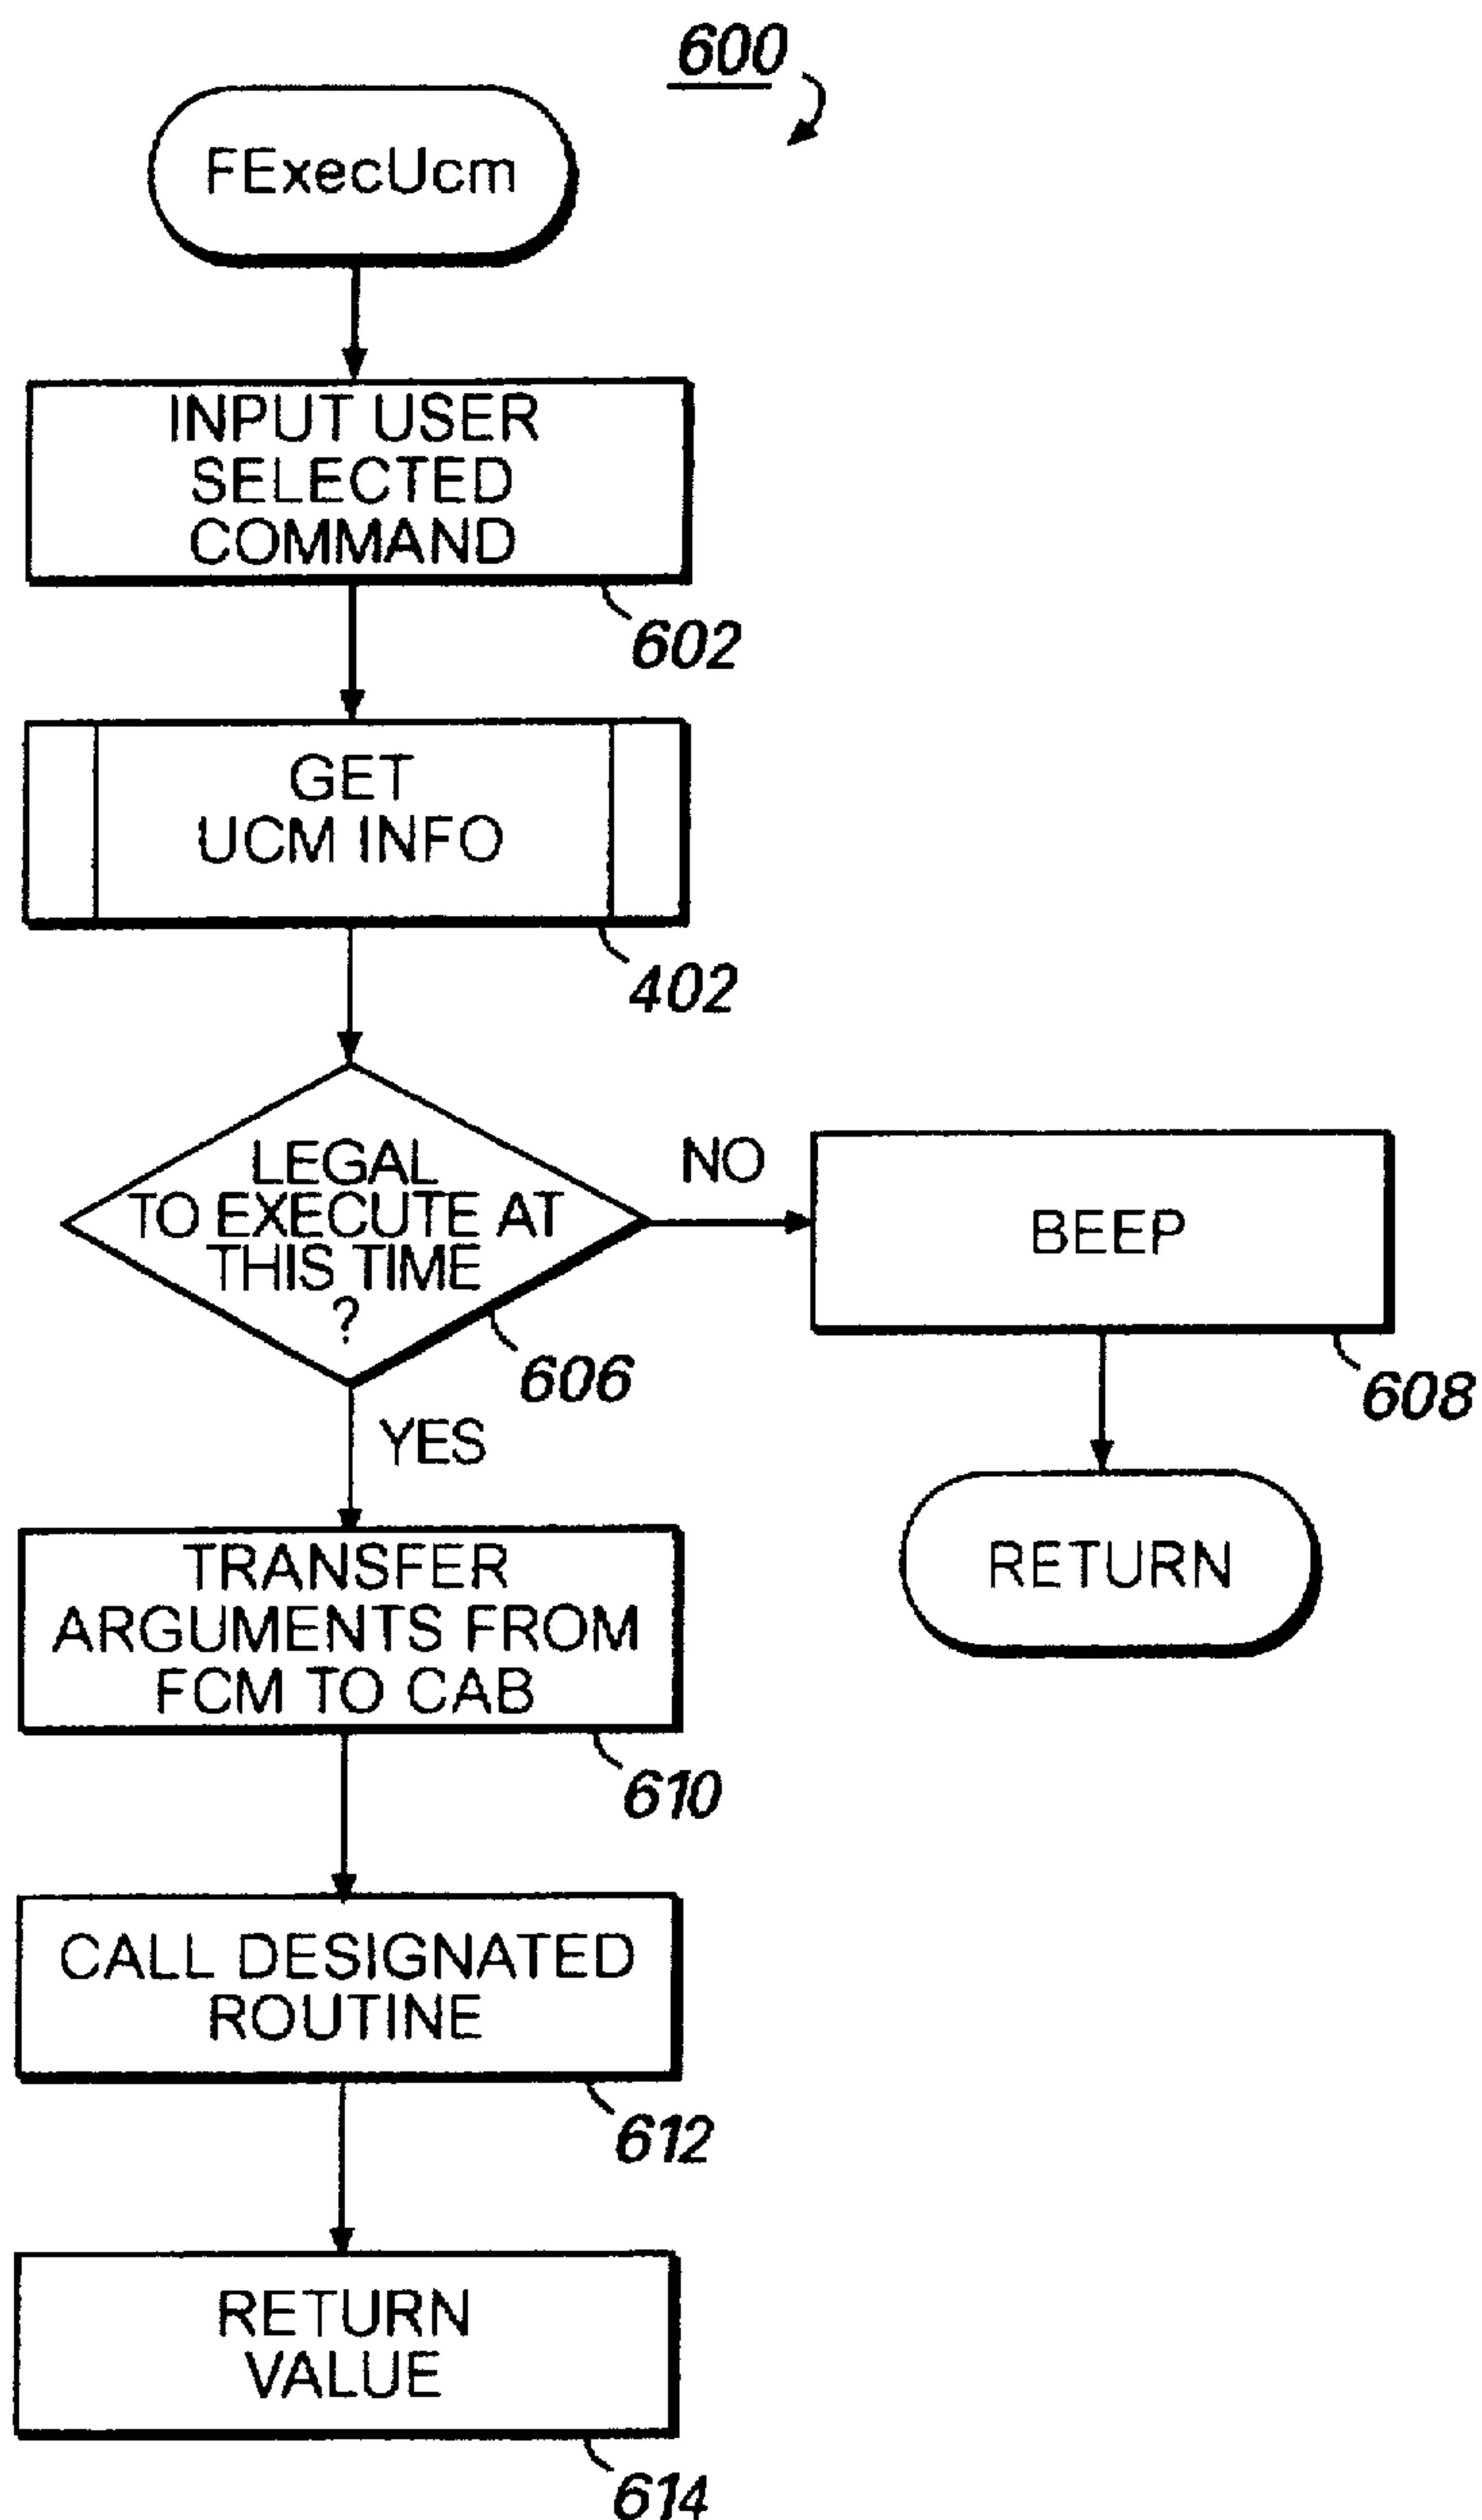 600
FExecUcm
INPUT USER
SELECTED
COMMAND
602
GET
UCM INFO
402
LEGAL
TO EXECUTE AT
THIS TIME
?
606
NO
BEEP
608
RETURN
YES
TRANSFER
ARGUMENTS FROM
FCM TO CAB
610
CALL DESIGNATED
ROUTINE
612
RETURN
VALUE
614